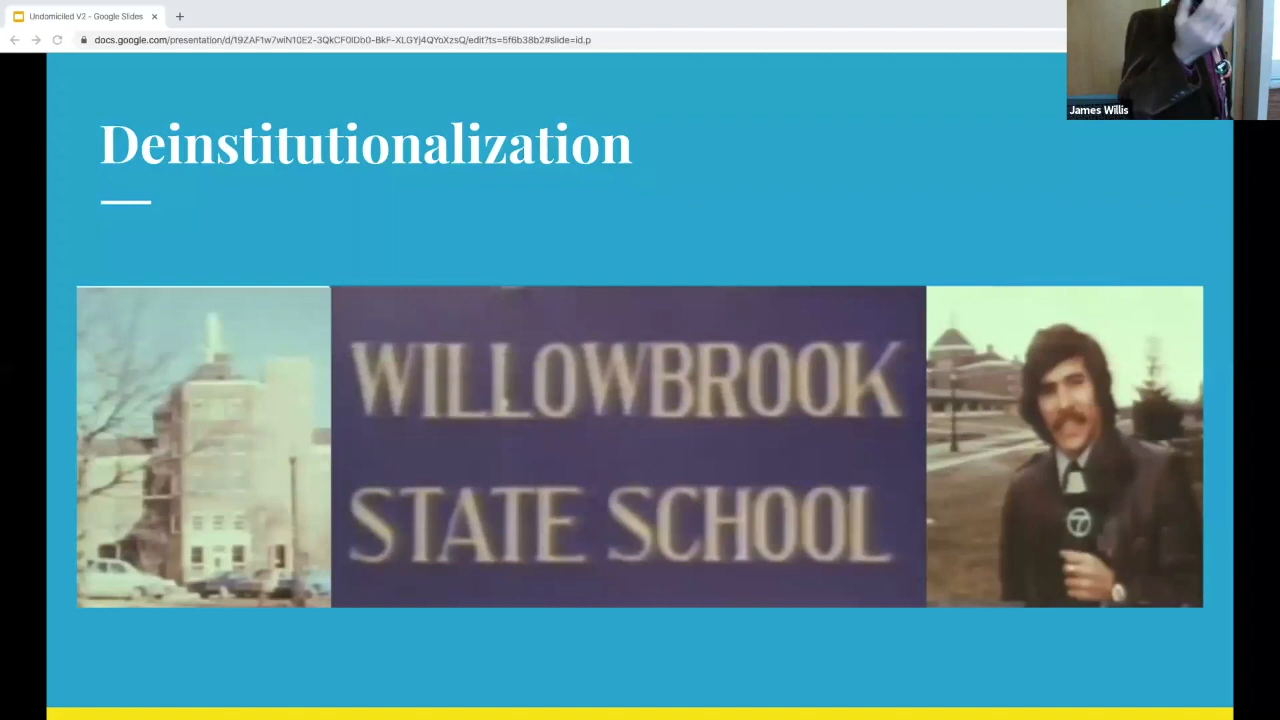 Undomiciled V2 - Google Slides
docs.google.com/presentation/d/19ZAF1w7wiN10E2-3QkCF0IDb0-BkF-XLGYj4QYoXzsQ/edit?ts=5f6b38b2#slide=id.p
James Willis
Deinstitutionalization
WILLOWBROOK
STATE SCHOOL
7